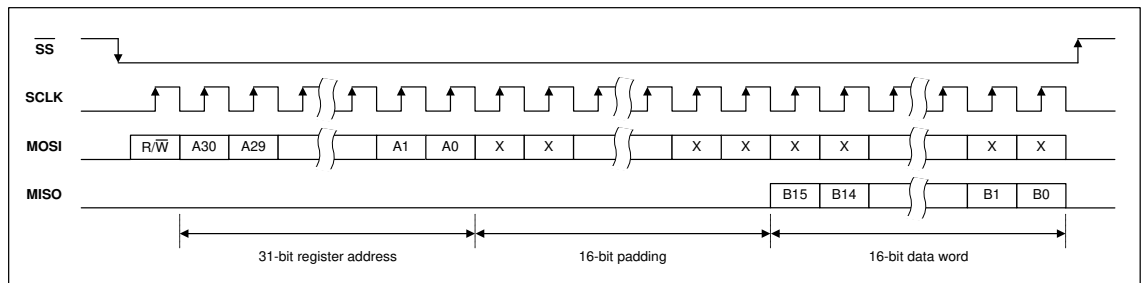 SS
SCLK
MOSI R/W A30 A29 A1 A0 X X X X X X X X
MISO B15 B14 B1 B0
31-bit register address 16-bit padding 16-bit data word